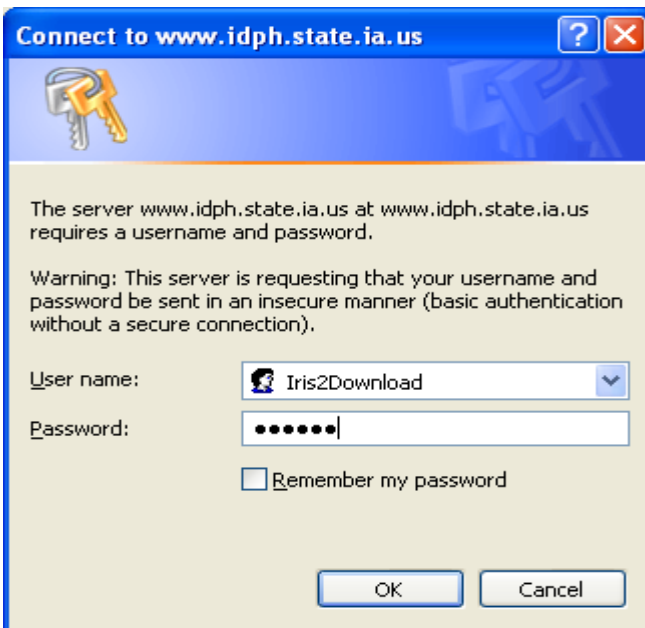 Connect to www.idph.state.ia.us
The server www.idph.state.ia.us at www.idph.state.ia.us
requires a username and password.
Warning: This server is requesting that your username and
password be sent in an insecure manner (basic authentication
without a secure connection).
User name: Iris2Download
Password: ●●●●●●
Remember my password
OK Cancel